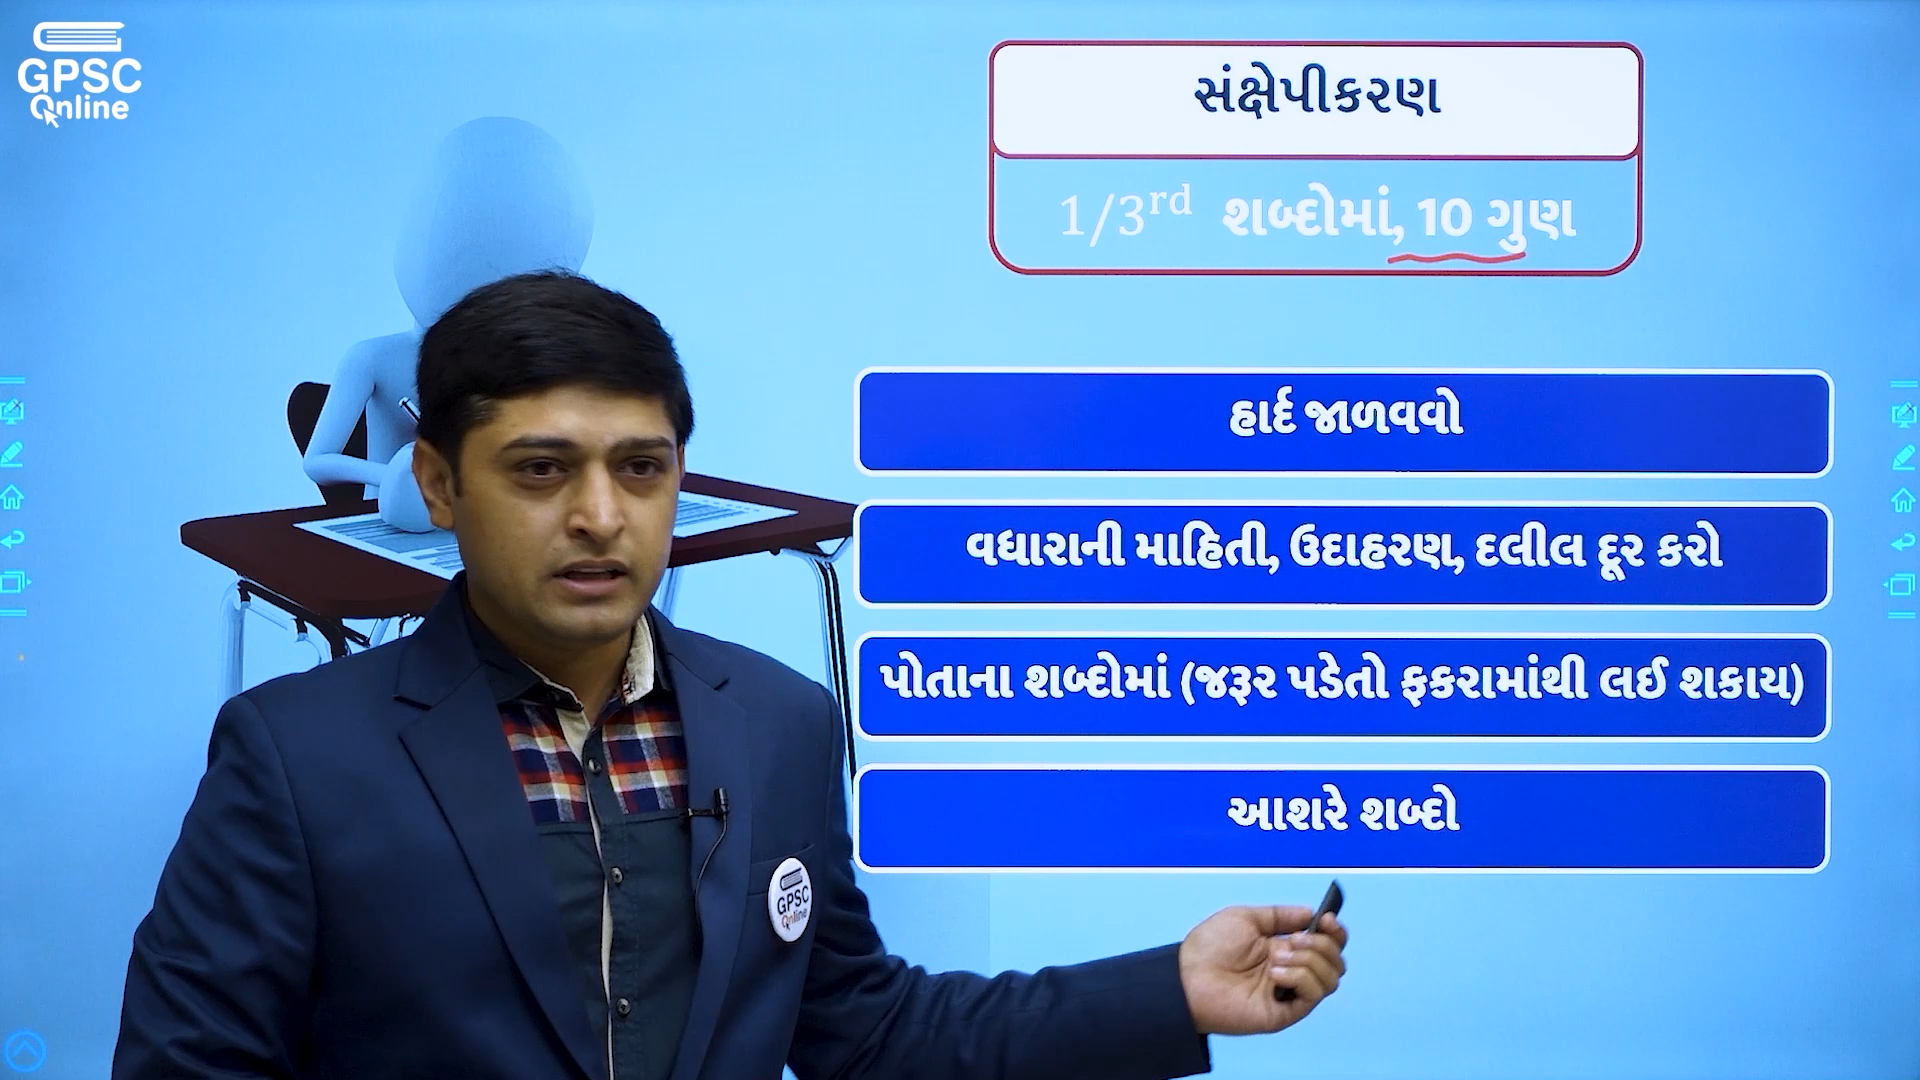 GPSC
Online
સંક્ષેપીકરણ
1/3rd શબ્દોમાં, 10 ગુણ
હાર્દ જાળવવો
વધારાની માહિતી, ઉદાહરણ, દલીલ દૂર કરો
પોતાના શબ્દોમાં (જરૂર પડેતો ફકરામાંથી લઈ શકાય)
આશરે શબ્દો
GPSC
Online